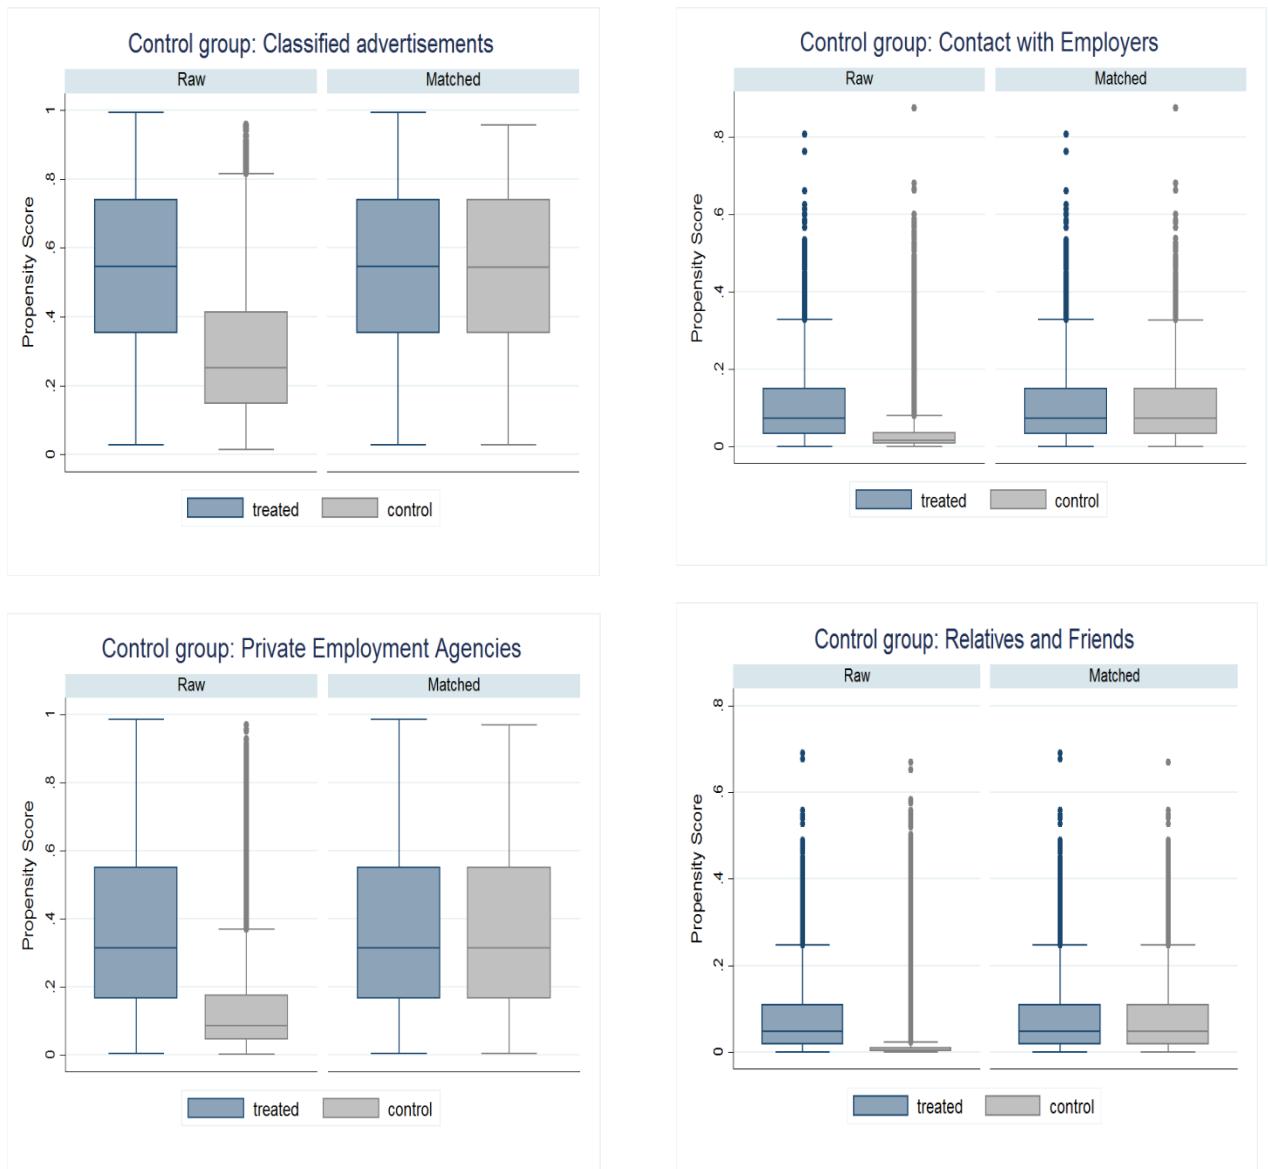 Control group: Classified advertisements
Raw Matched
Propensity Score
1
.8
.6
.4
.2
0
treated control
Control group: Contact with Employers
Raw Matched
Propensity Score
.8
.6
.4
.2
0
treated control
Control group: Private Employment Agencies
Raw Matched
Propensity Score
1
.8
.6
.4
.2
0
treated control
Control group: Relatives and Friends
Raw Matched
Propensity Score
.8
.6
.4
.2
0
treated control